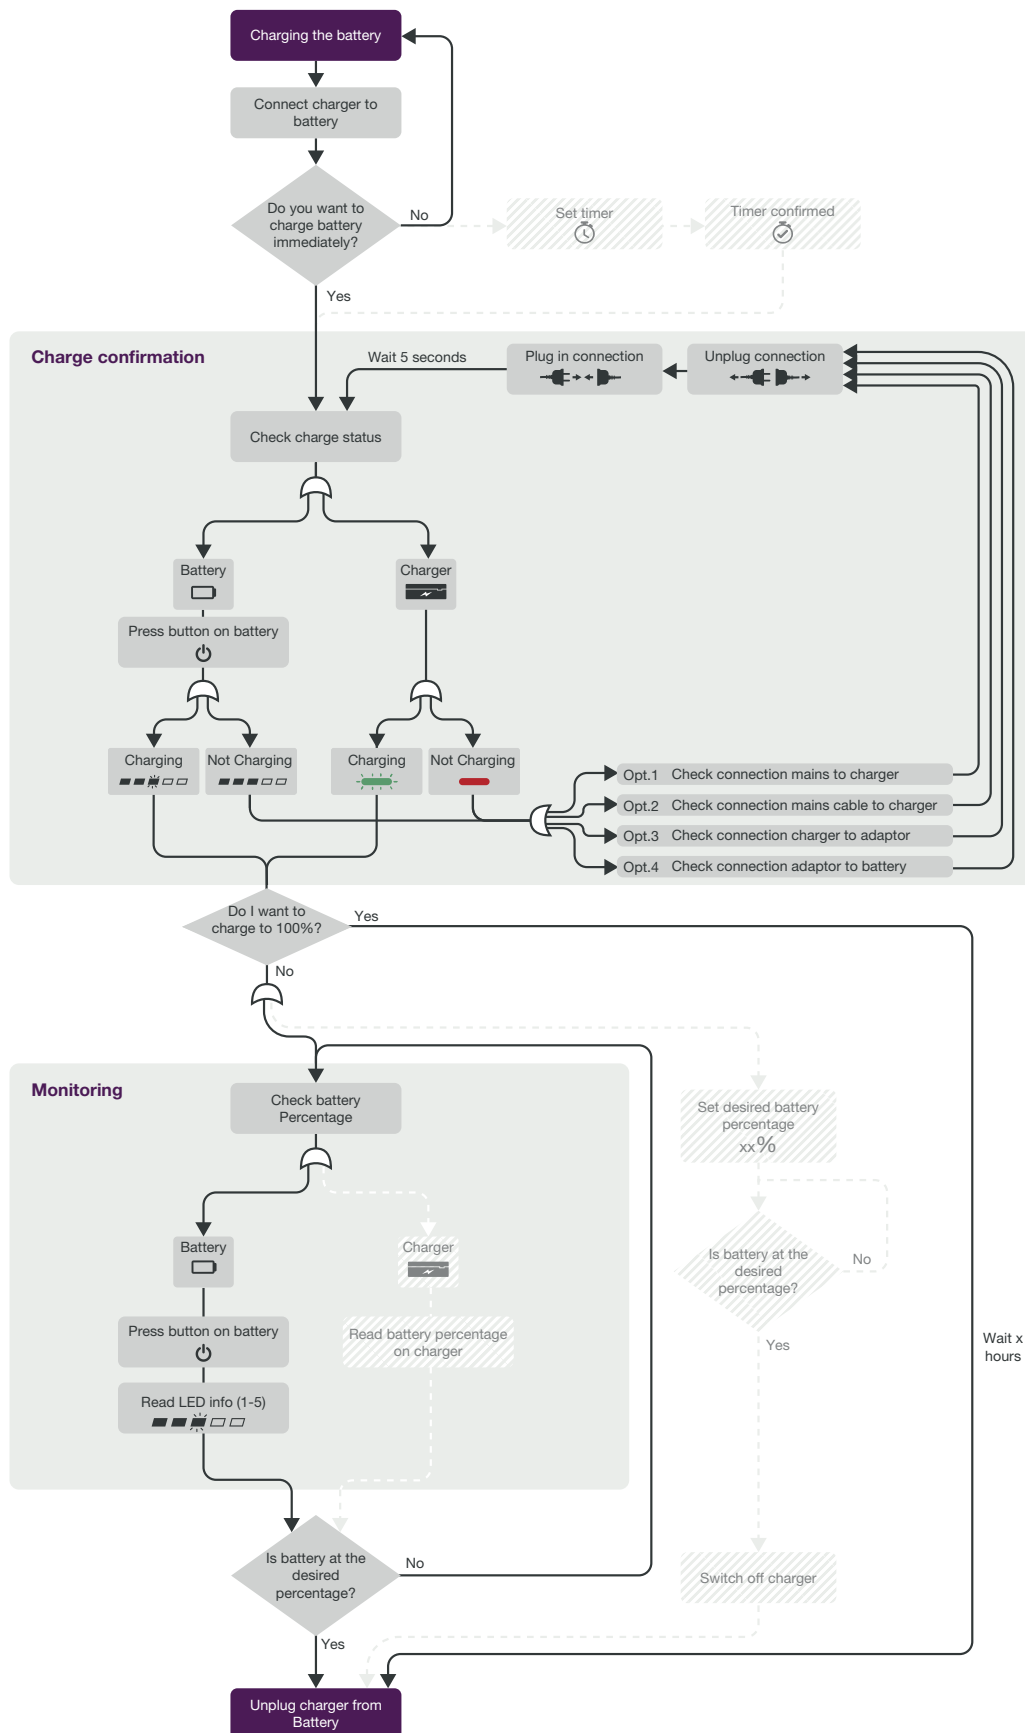 Charging the battery
Connect charger to
battery
Do you want to
charge battery
immediately?
No
Set timer
Timer confirmed
Yes
Charge confirmation
Wait 5 seconds
Plug in connection
Unplug connection
Check charge status
Battery
Charger
Press button on battery
Charging
Not Charging
Charging
Not Charging
Opt.1 Check connection mains to charger
Opt.2 Check connection mains cable to charger
Opt.3 Check connection charger to adaptor
Opt.4 Check connection adaptor to battery
Do I want to
charge to 100%?
Yes
No
Monitoring
Check battery
Percentage
Set desired battery
percentage
xx%
Battery
Charger
Is battery at the
desired
percentage?
No
Press button on battery
Read battery percentage
on charger
Yes
Wait x
hours
Read LED info (1-5)
Is battery at the
desired
percentage?
No
Switch off charger
Yes
Unplug charger from
Battery